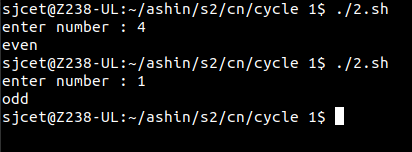 sjcet@Z238-UL:~/ashin/s2/cn/cycle 1$ ./2.sh
enter number : 4
even
sjcet@Z238-UL:~/ashin/s2/cn/cycle 1$ ./2.sh
enter number : 1
odd
sjcet@Z238-UL:~/ashin/s2/cn/cycle 1$